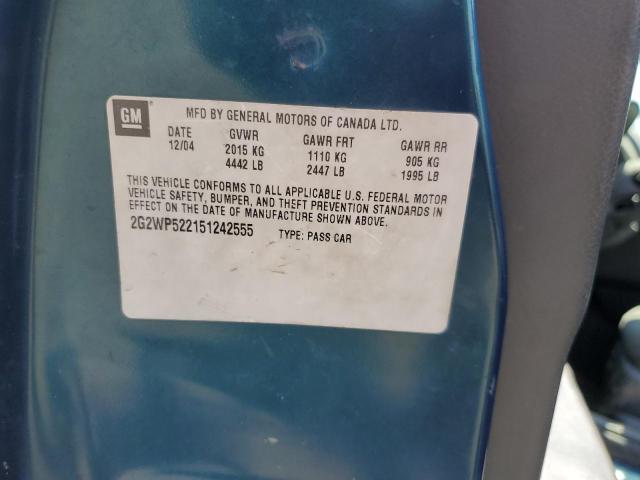 GM
MFD BY GENERAL MOTORS OF CANADA LTD.
DATE GVWR GAWR FRT GAWR RR
12/04 2015 KG 1110 KG 905 KG
4442 LB 2447 LB 1995 LB
THIS VEHICLE CONFORMS TO ALL APPLICABLE U.S. FEDERAL MOTOR
VEHICLE SAFETY, BUMPER, AND THEFT PREVENTION STANDARDS IN
EFFECT ON THE DATE OF MANUFACTURE SHOWN ABOVE.
2G2WP522151242555 TYPE: PASS CAR